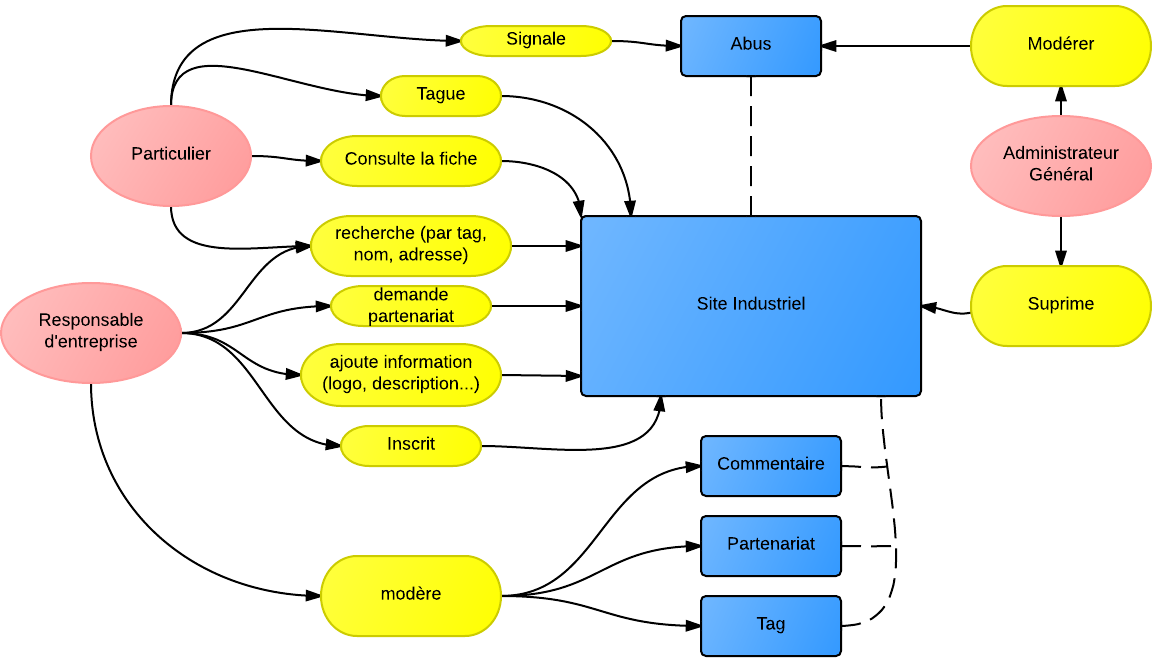 Signale
Abus
Modérer
Tague
Particulier
Consulte la fiche
Administrateur
Général
recherche (par tag,
nom, adresse)
demande
partenariat
Site Industriel
Suprime
Responsable
d'entreprise
ajoute information
(logo, description...)
Inscrit
Commentaire
Partenariat
modère
Tag